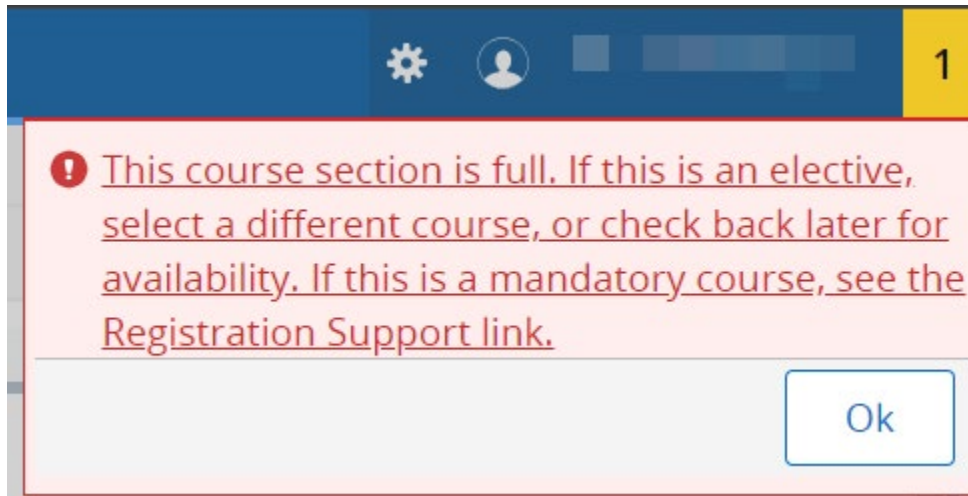 1
This course section is full. If this is an elective,
select a different course, or check back later for
availability. If this is a mandatory course, see the
Registration Support link.
Ok